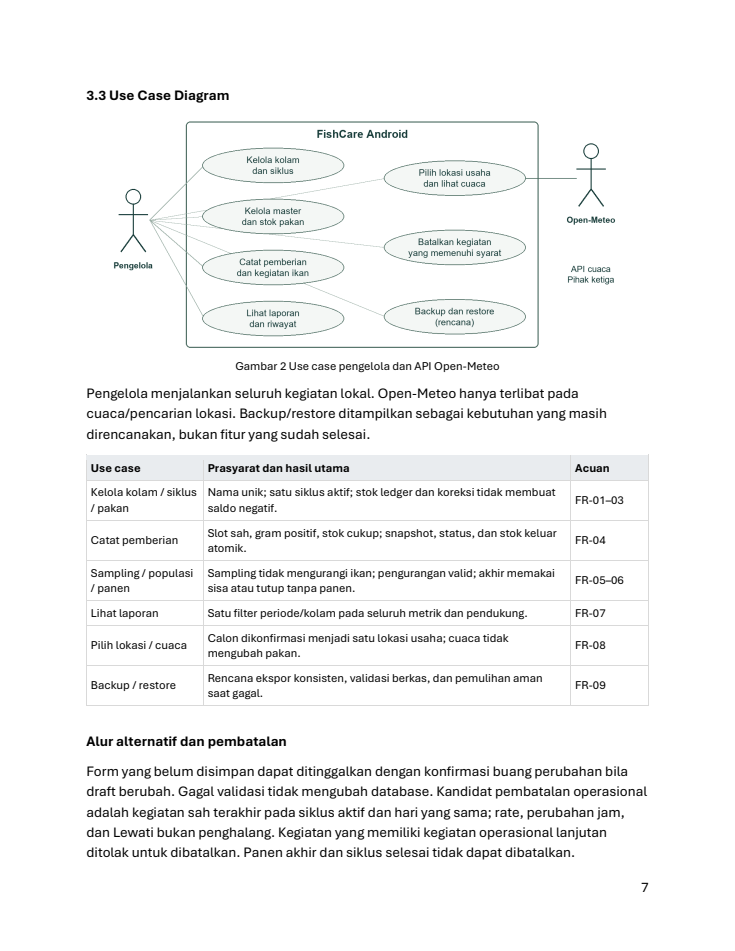 3.3 Use Case Diagram
FishCare Android
Kelola kolam
dan siklus
Pilih lokasi usaha
dan lihat cuaca
Kelola master
dan stok pakan
Open-Meteo
Batalkan kegiatan
yang memenuhi syarat
Catat pemberian
dan kegiatan ikan
Pengelola
API cuaca
Pihak ketiga
Lihat laporan
dan riwayat
Backup dan restore
(rencana)
Gambar 2 Use case pengelola dan API Open-Meteo
Pengelola menjalankan seluruh kegiatan lokal. Open-Meteo hanya terlibat pada
cuaca/pencarian lokasi. Backup/restore ditampilkan sebagai kebutuhan yang masih
direncanakan, bukan fitur yang sudah selesai.
Use case Prasyarat dan hasil utama Acuan
Kelola kolam / siklus
/ pakan
Nama unik; satu siklus aktif; stok ledger dan koreksi tidak membuat
saldo negatif.
FR-01–03
Catat pemberian
Slot sah, gram positif, stok cukup; snapshot, status, dan stok keluar
atomik.
FR-04
Sampling / populasi
/ panen
Sampling tidak mengurangi ikan; pengurangan valid; akhir memakai
sisa atau tutup tanpa panen.
FR-05–06
Lihat laporan Satu filter periode/kolam pada seluruh metrik dan pendukung. FR-07
Pilih lokasi / cuaca
Calon dikonfirmasi menjadi satu lokasi usaha; cuaca tidak
mengubah pakan.
FR-08
Backup / restore
Rencana ekspor konsisten, validasi berkas, dan pemulihan aman
saat gagal.
FR-09
Alur alternatif dan pembatalan
Form yang belum disimpan dapat ditinggalkan dengan konfirmasi buang perubahan bila
draft berubah. Gagal validasi tidak mengubah database. Kandidat pembatalan operasional
adalah kegiatan sah terakhir pada siklus aktif dan hari yang sama; rate, perubahan jam,
dan Lewati bukan penghalang. Kegiatan yang memiliki kegiatan operasional lanjutan
ditolak untuk dibatalkan. Panen akhir dan siklus selesai tidak dapat dibatalkan.
7